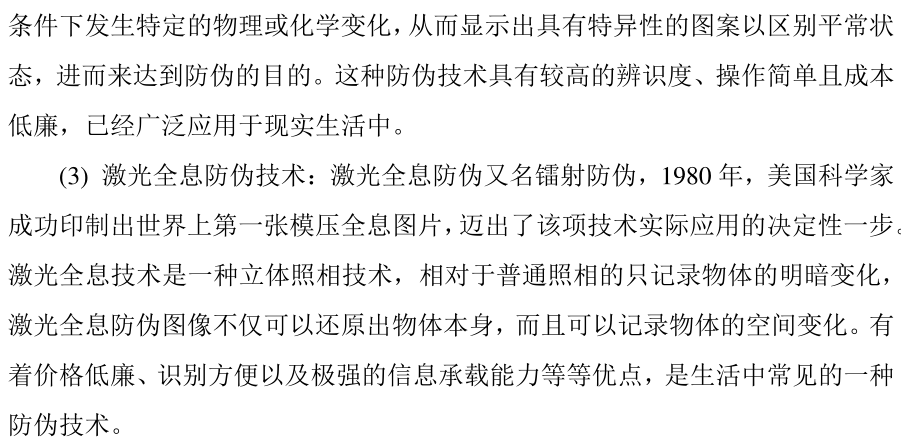 条件下发生特定的物理或化学变化，从而显示出具有特异性的图案以区别平常状
态，进而来达到防伪的目的。这种防伪技术具有较高的辨识度、操作简单且成本
低廉，已经广泛应用于现实生活中。
(3) 激光全息防伪技术：激光全息防伪又名镭射防伪，1980 年，美国科学家
成功印制出世界上第一张模压全息图片，迈出了该项技术实际应用的决定性一步。
激光全息技术是一种立体照相技术，相对于普通照相的只记录物体的明暗变化，
激光全息防伪图像不仅可以还原出物体本身，而且可以记录物体的空间变化。有
着价格低廉、识别方便以及极强的信息承载能力等等优点，是生活中常见的一种
防伪技术。